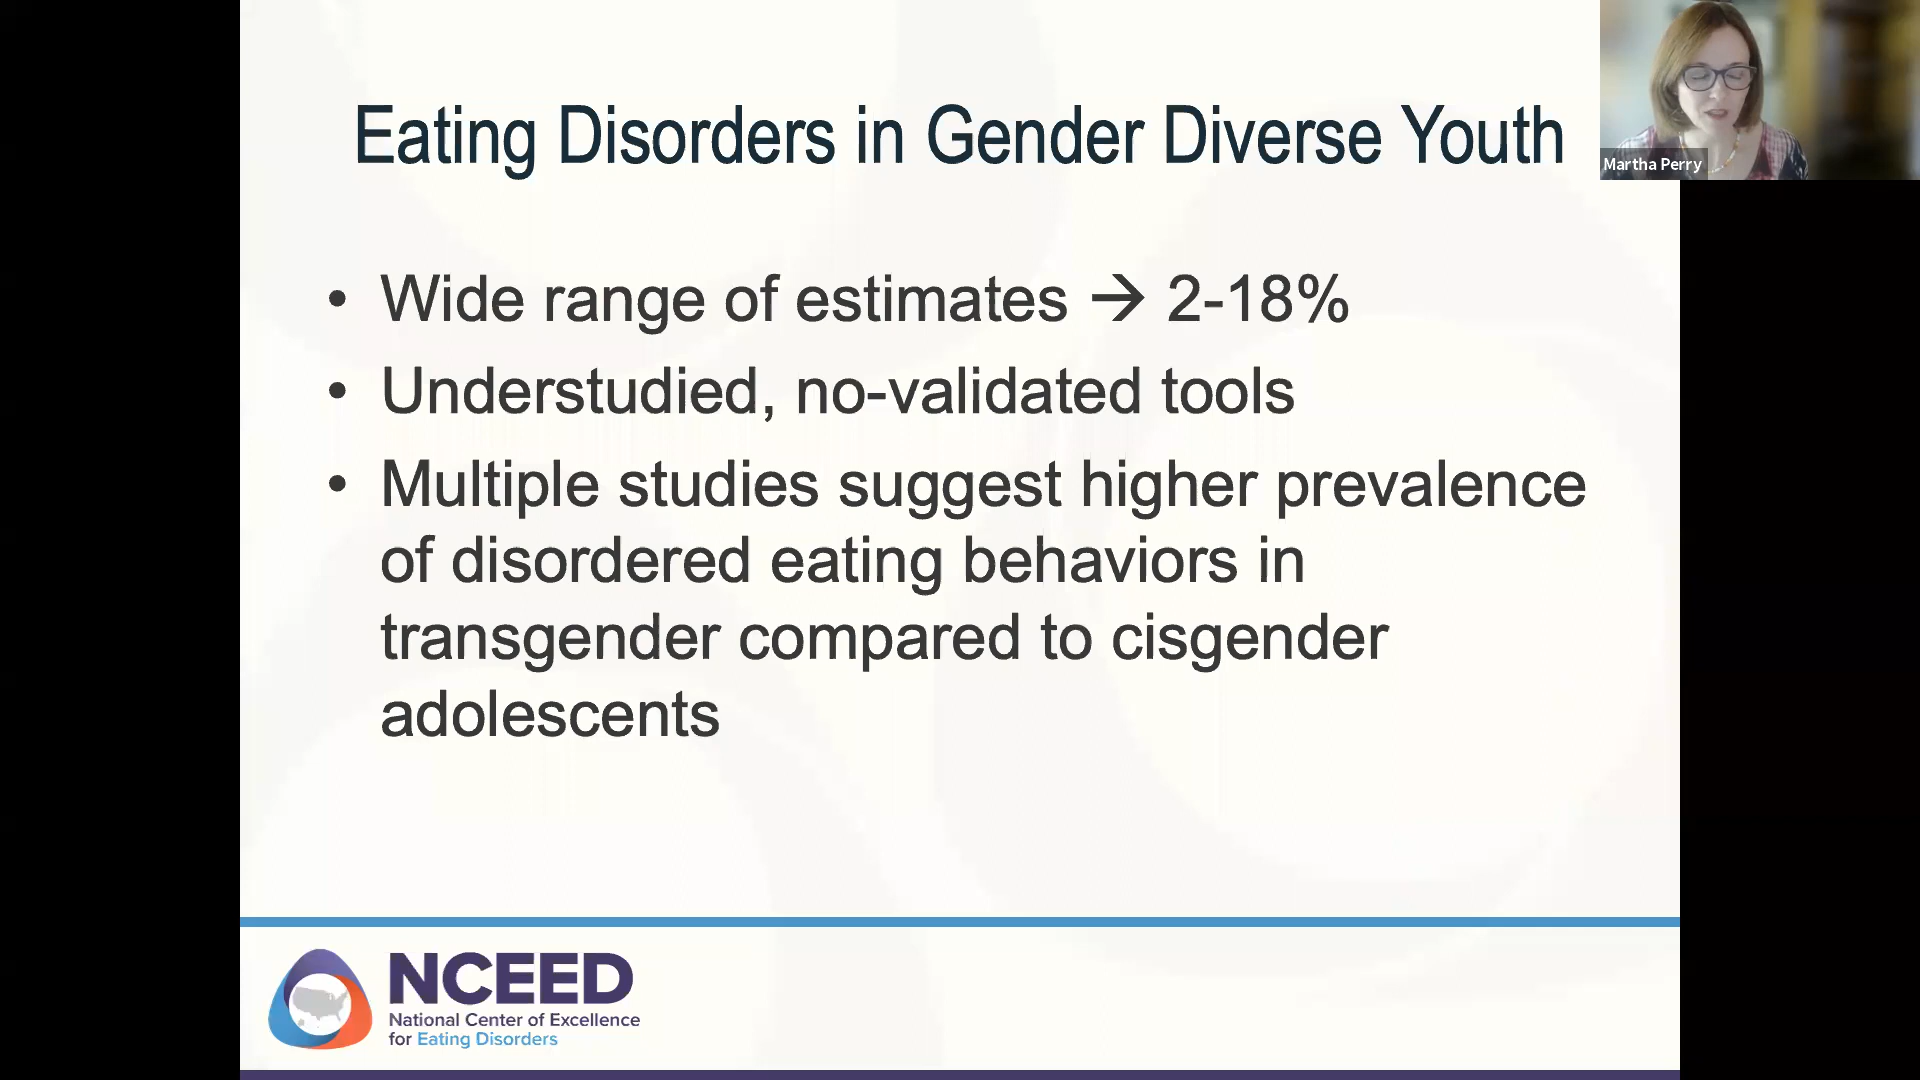 Eating Disorders in Gender Diverse Youth
Martha Perry
• Wide range of estimates → 2-18%
• Understudied, no-validated tools
• Multiple studies suggest higher prevalence
of disordered eating behaviors in
transgender compared to cisgender
adolescents
NCEED
National Center of Excellence
for Eating Disorders